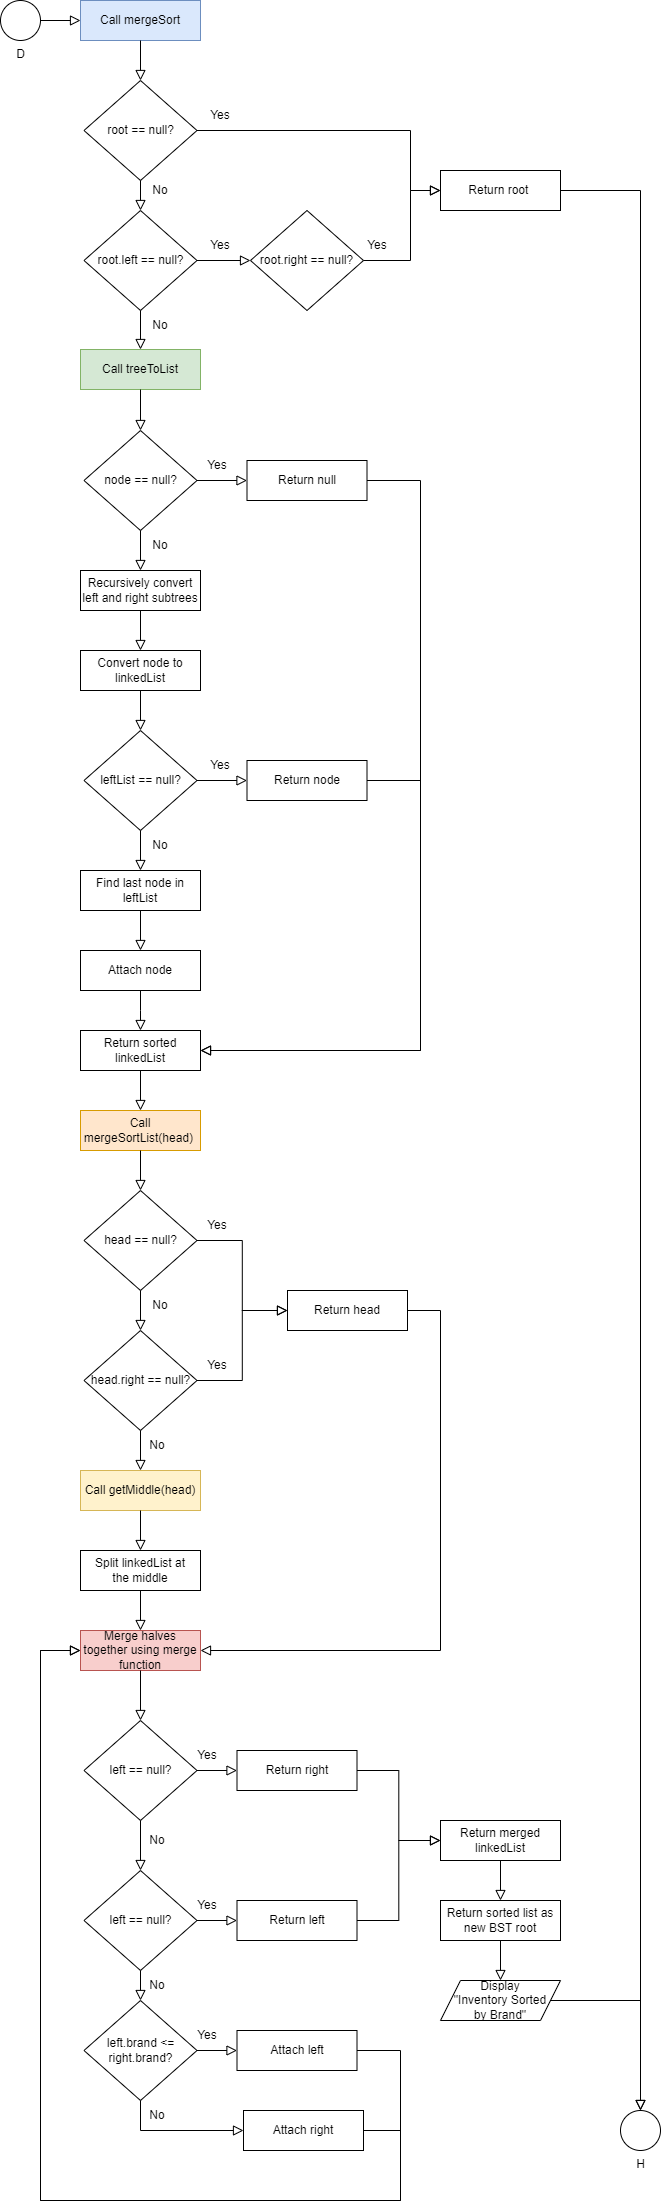 Call mergeSort
D
Yes
root == null?
No
Return root
Yes
Yes
root.left == null?
root.right == null?
No
Call treeToList
Yes
node == null?
Return null
No
Recursively convert
left and right subtrees
Convert node to
linkedList
Yes
leftList == null?
Return node
No
Find last node in
leftList
Attach node
Return sorted
linkedList
Call
mergeSortList(head)
Yes
head == null?
No
Return head
Yes
head.right == null?
No
Call getMiddle(head)
Split linkedList at
the middle
Merge halves
together using merge
function
Yes
left == null?
Return right
No
Return merged
linkedList
Yes
left == null?
Return left
Return sorted list as
new BST root
No
Display
"Inventory Sorted
by Brand"
Yes
left.brand <=
right.brand?
Attach left
No
Attach right
H